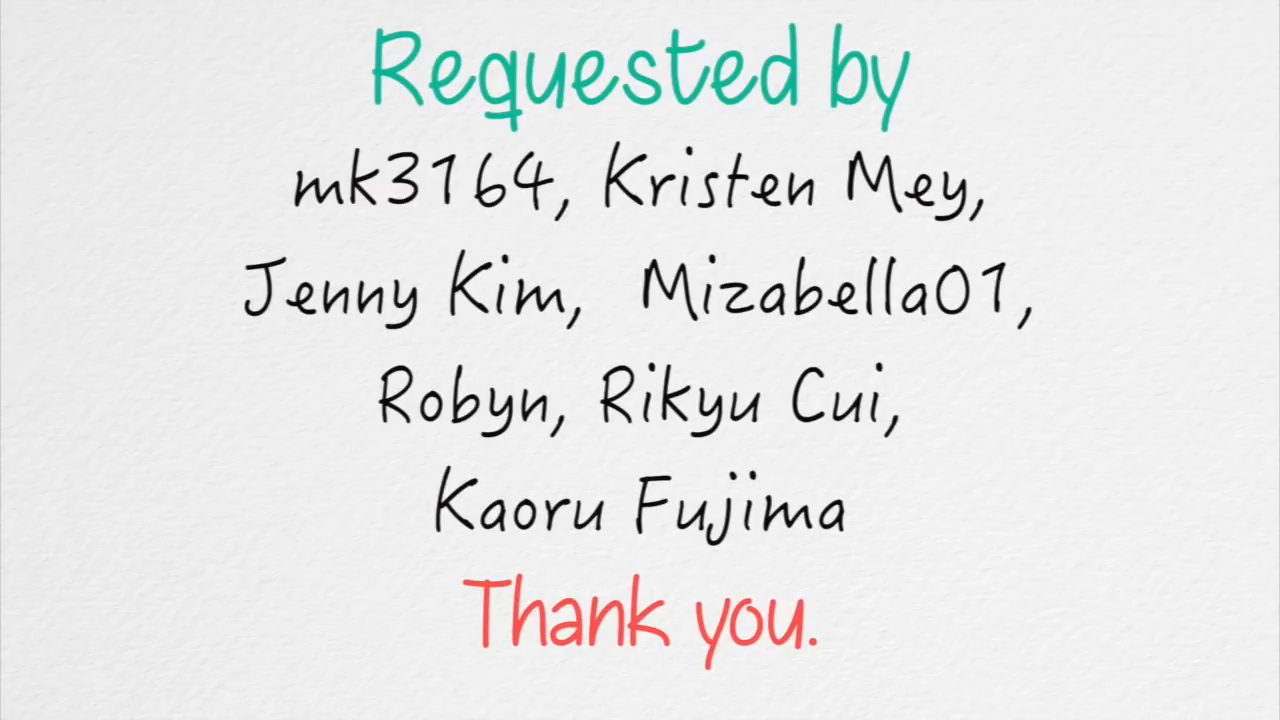 Requested by
mk3164, Kristen Mey,
Jenny Kim, Mizabella01,
Robyn, Rikyu Cui,
Kaoru Fujima
Thank you.